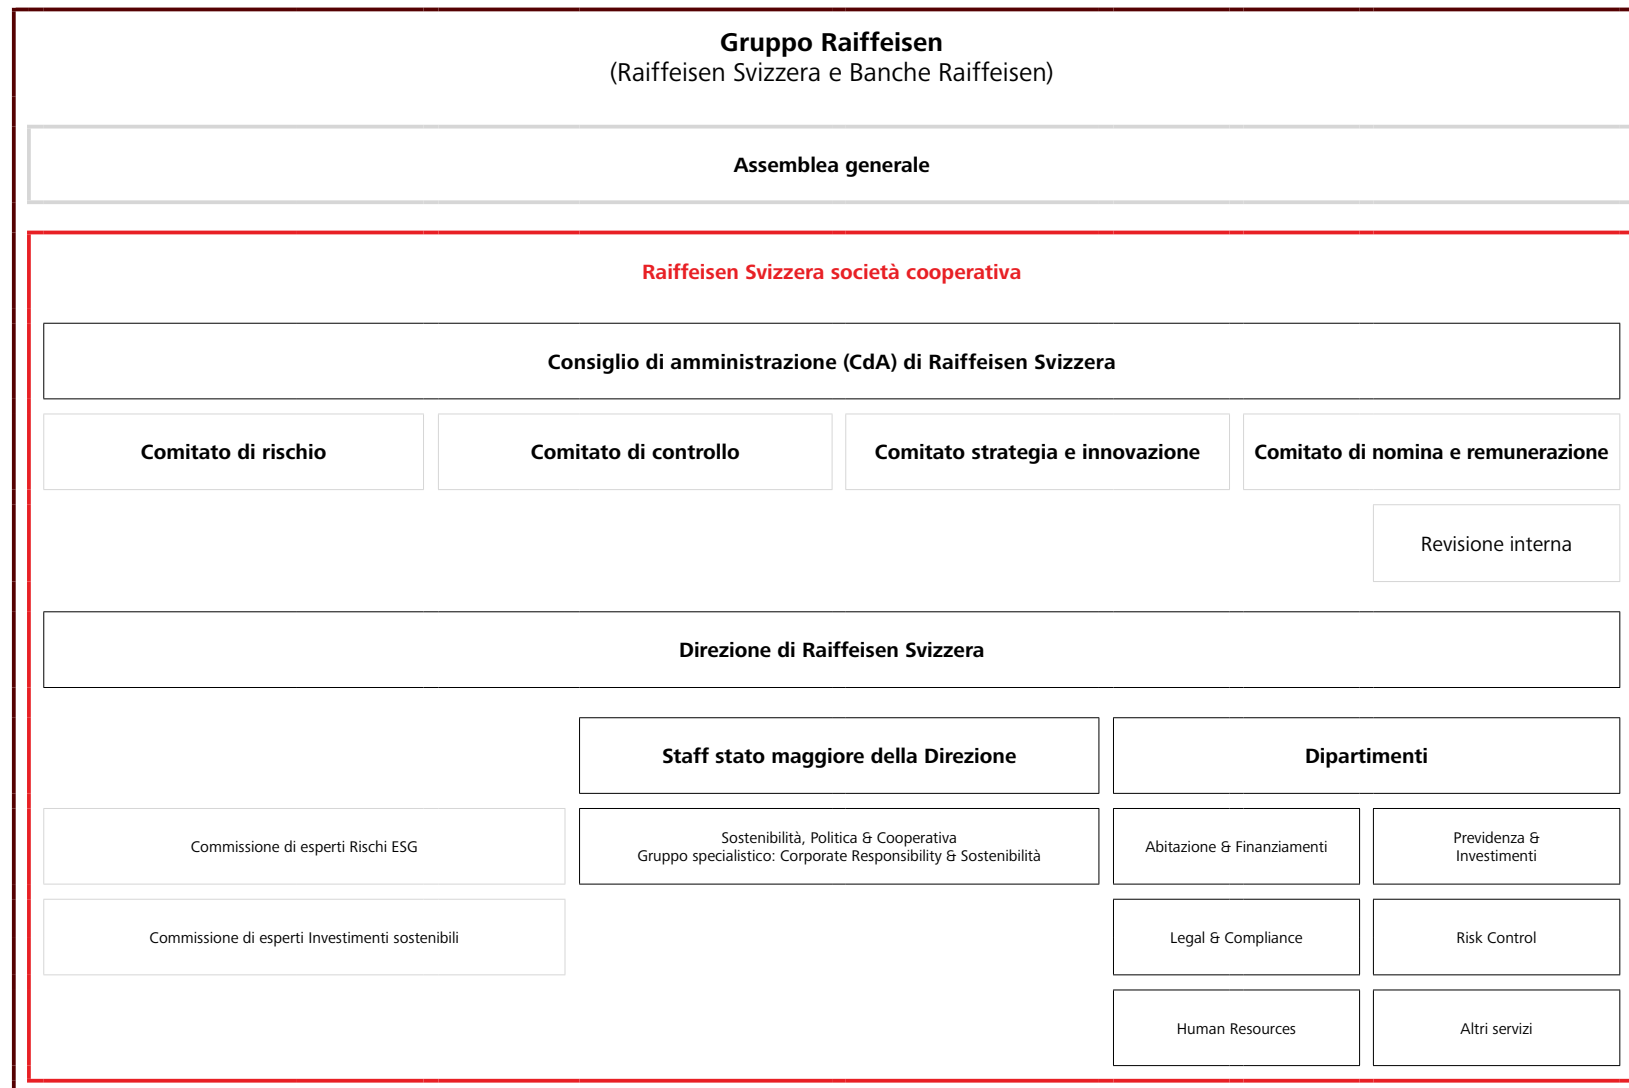 Gruppo Raiffeisen
(Raiffeisen Svizzera e Banche Raiffeisen)
Assemblea generale
Raiffeisen Svizzera società cooperativa
Consiglio di amministrazione (CdA) di Raiffeisen Svizzera
Comitato di rischio
Comitato di controllo
Comitato strategia e innovazione
Comitato di nomina e remunerazione
Revisione interna
Direzione di Raiffeisen Svizzera
Staff stato maggiore della Direzione
Dipartimenti
Commissione di esperti Rischi ESG
Sostenibilità, Politica & Cooperativa
Gruppo specialistico: Corporate Responsibility & Sostenibilità
Abitazione & Finanziamenti
Previdenza &
Investimenti
Commissione di esperti Investimenti sostenibili
Legal & Compliance
Risk Control
Human Resources
Altri servizi